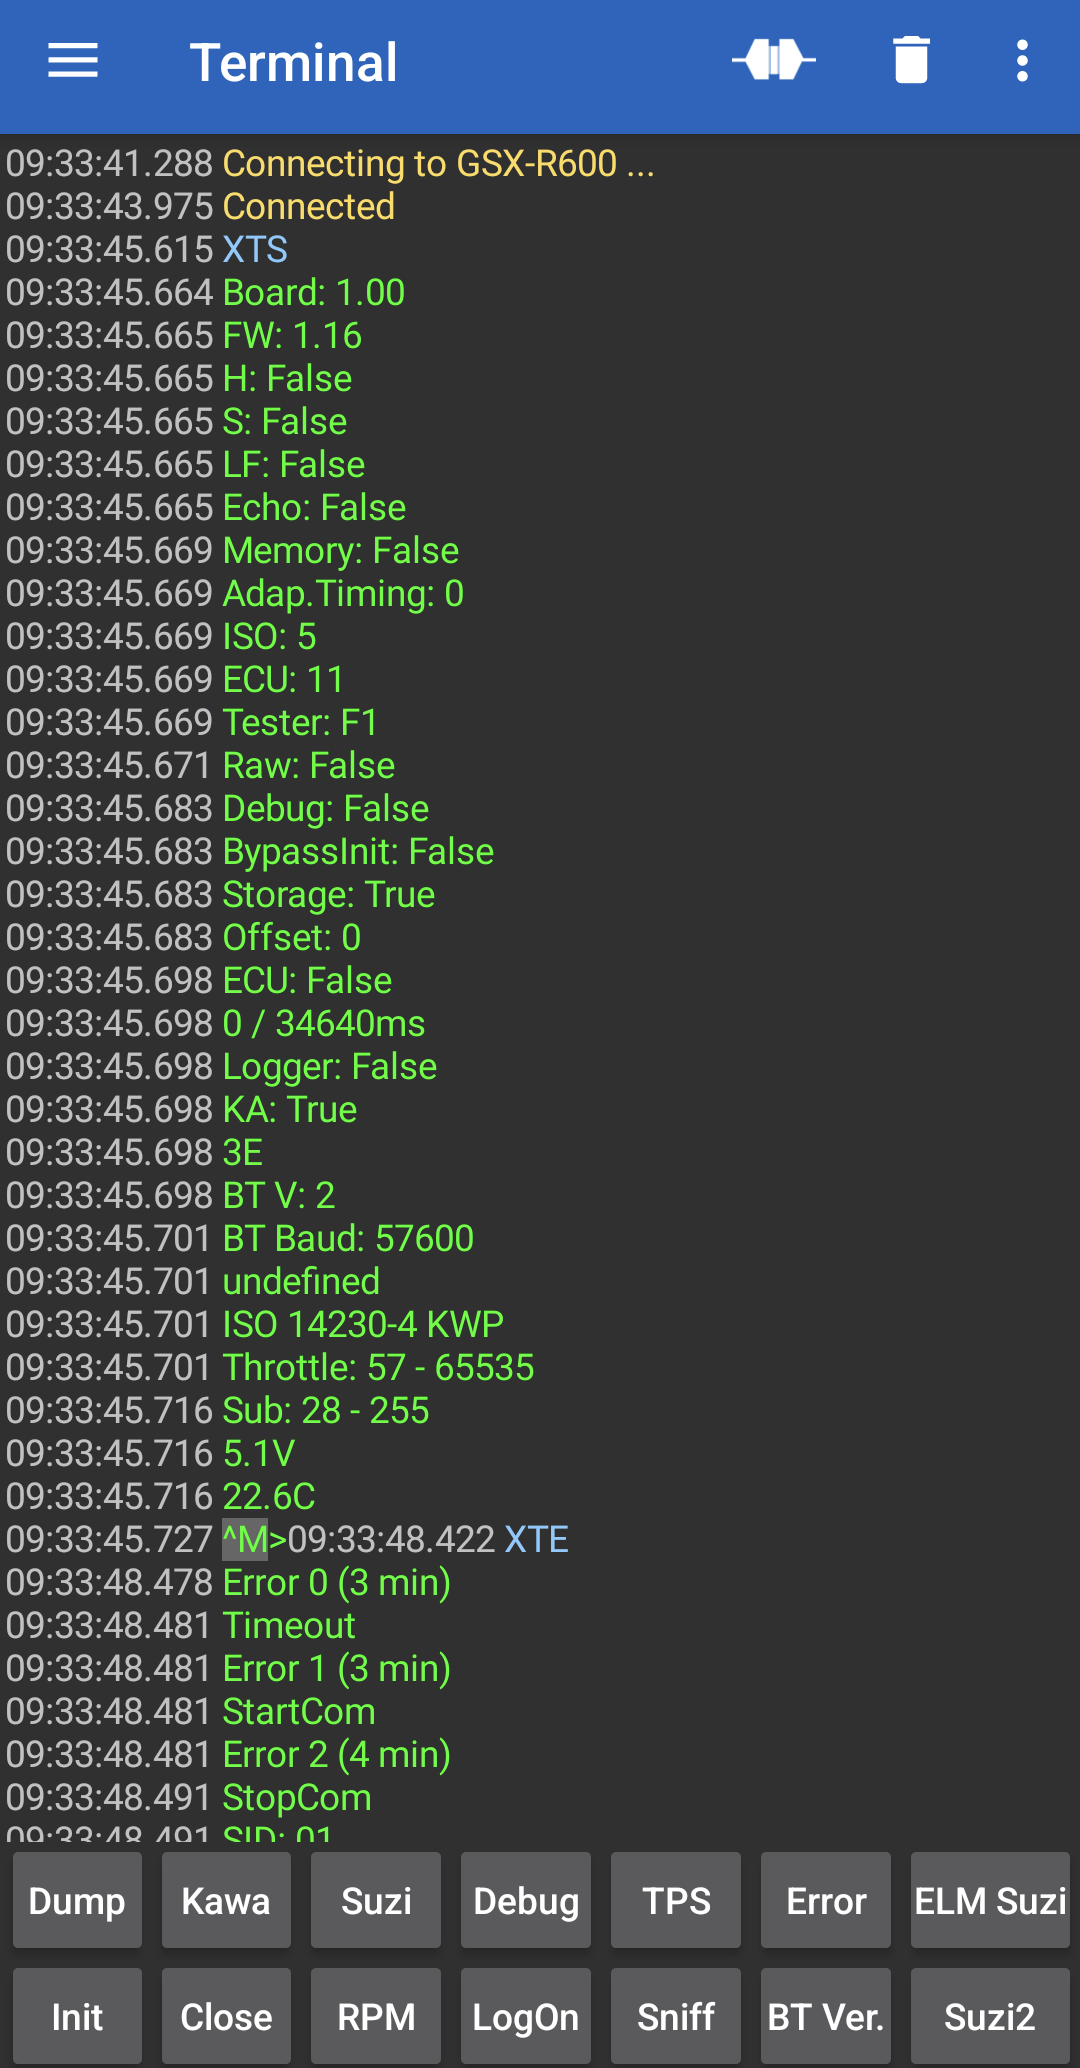 Terminal
09:33:41.288 Connecting to GSX-R600 ...
09:33:43.975 Connected
09:33:45.615 XTS
09:33:45.664 Board: 1.00
09:33:45.665 FW: 1.16
09:33:45.665 H: False
09:33:45.665 S: False
09:33:45.665 LF: False
09:33:45.665 Echo: False
09:33:45.669 Memory: False
09:33:45.669 Adap.Timing: 0
09:33:45.669 ISO: 5
09:33:45.669 ECU: 11
09:33:45.669 Tester: F1
09:33:45.671 Raw: False
09:33:45.683 Debug: False
09:33:45.683 BypassInit: False
09:33:45.683 Storage: True
09:33:45.683 Offset: 0
09:33:45.698 ECU: False
09:33:45.698 0 / 34640ms
09:33:45.698 Logger: False
09:33:45.698 KA: True
09:33:45.698 3E
09:33:45.698 BT V: 2
09:33:45.701 BT Baud: 57600
09:33:45.701 undefined
09:33:45.701 ISO 14230-4 KWP
09:33:45.701 Throttle: 57 - 65535
09:33:45.716 Sub: 28 - 255
09:33:45.716 5.1V
09:33:45.716 22.6C
09:33:45.727 ^M>09:33:48.422 XTE
09:33:48.478 Error 0 (3 min)
09:33:48.481 Timeout
09:33:48.481 Error 1 (3 min)
09:33:48.481 StartCom
09:33:48.481 Error 2 (4 min)
09:33:48.491 StopCom
09:33:48.491 SID: 01
Dump Kawa Suzi Debug TPS Error ELM Suzi
Init Close RPM LogOn Sniff BT Ver. Suzi2